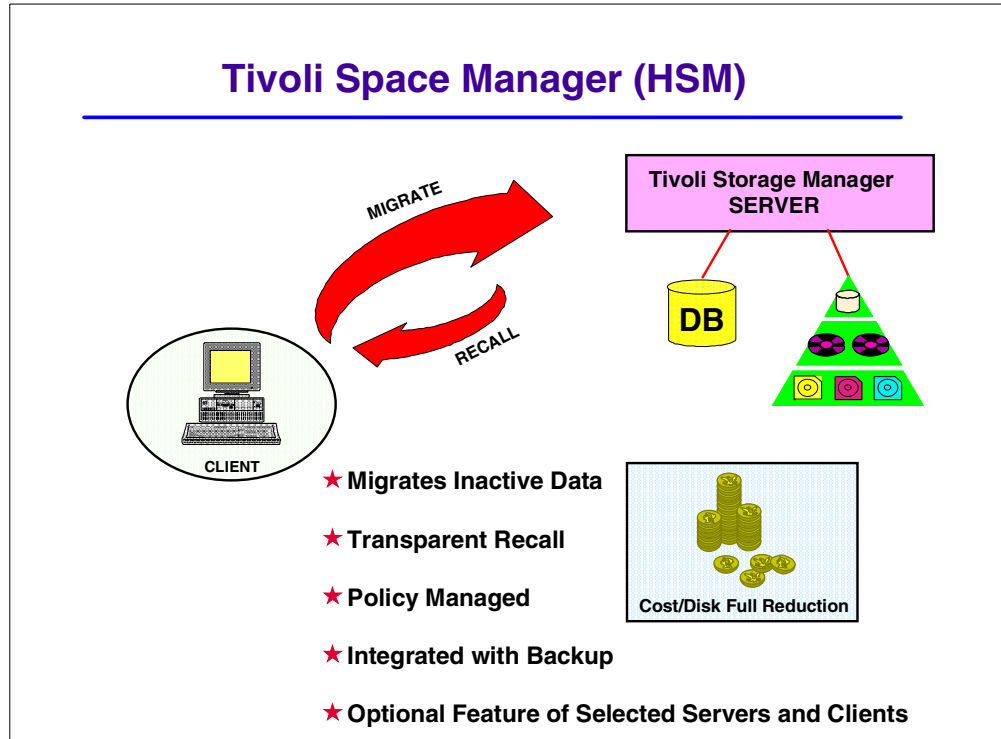 Tivoli Space Manager (HSM)
MIGRATE
RECALL
Tivoli Storage Manager
SERVER
DB
CLIENT
Migrates Inactive Data
Transparent Recall
Policy Managed
Integrated with Backup
Optional Feature of Selected Servers and Clients
Cost/Disk Full Reduction